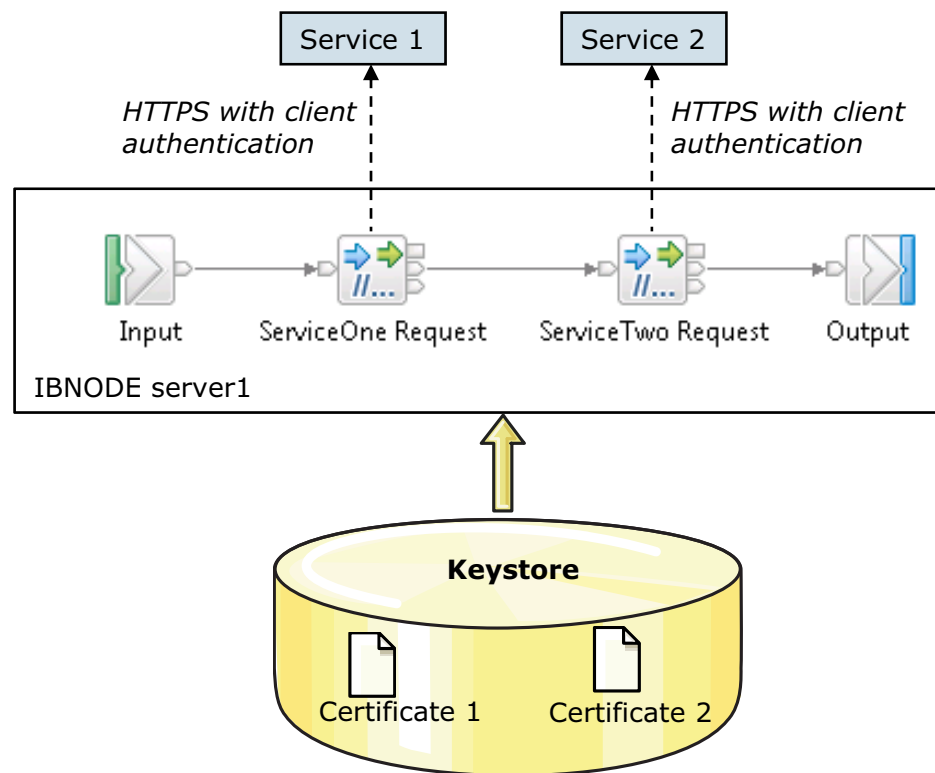 Service 1
Service 2
HTTPS with client
authentication
HTTPS with client
authentication
//...
//...
Input
ServiceOne Request
ServiceTwo Request
Output
IBNODE server1
Keystore
Certificate 1
Certificate 2